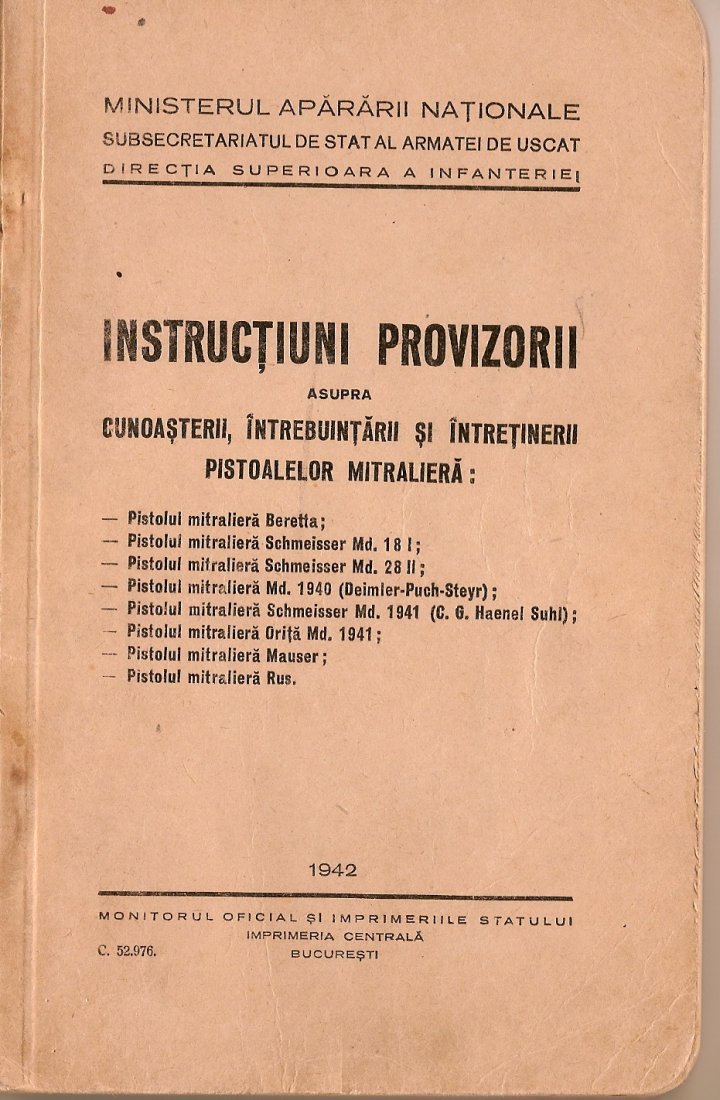 MINISTERUL APĂRĂRII NAȚIONALE
SUBSECRETARIATUL DE STAT AL ARMATEI DE USCAT
DIRECȚIA SUPERIOARA A INFANTERIEI
INSTRUCȚIUNI PROVIZORII
ASUPRA
CUNOAȘTERII, ÎNTREBUINȚĂRII ȘI ÎNTREȚINERII
PISTOALELOR MITRALIERĂ :
— Pistolul mitralieră Beretta ;
— Pistolul mitralieră Schmeisser Md. 18 I ;
— Pistolul mitralieră Schmeisser Md. 28 II ;
— Pistolul mitralieră Md. 1940 (Deimler-Puch-Steyr) ;
— Pistolul mitralieră Schmeisser Md. 1941 (C. G. Haenel Suhl) ;
— Pistolul mitralieră Oriță Md. 1941 ;
— Pistolul mitralieră Mauser ;
— Pistolul mitralieră Rus.
1942
MONITORUL OFICIAL ȘI IMPRIMERIILE STATULUI
IMPRIMERIA CENTRALĂ
C. 52.976.
BUCUREȘTI